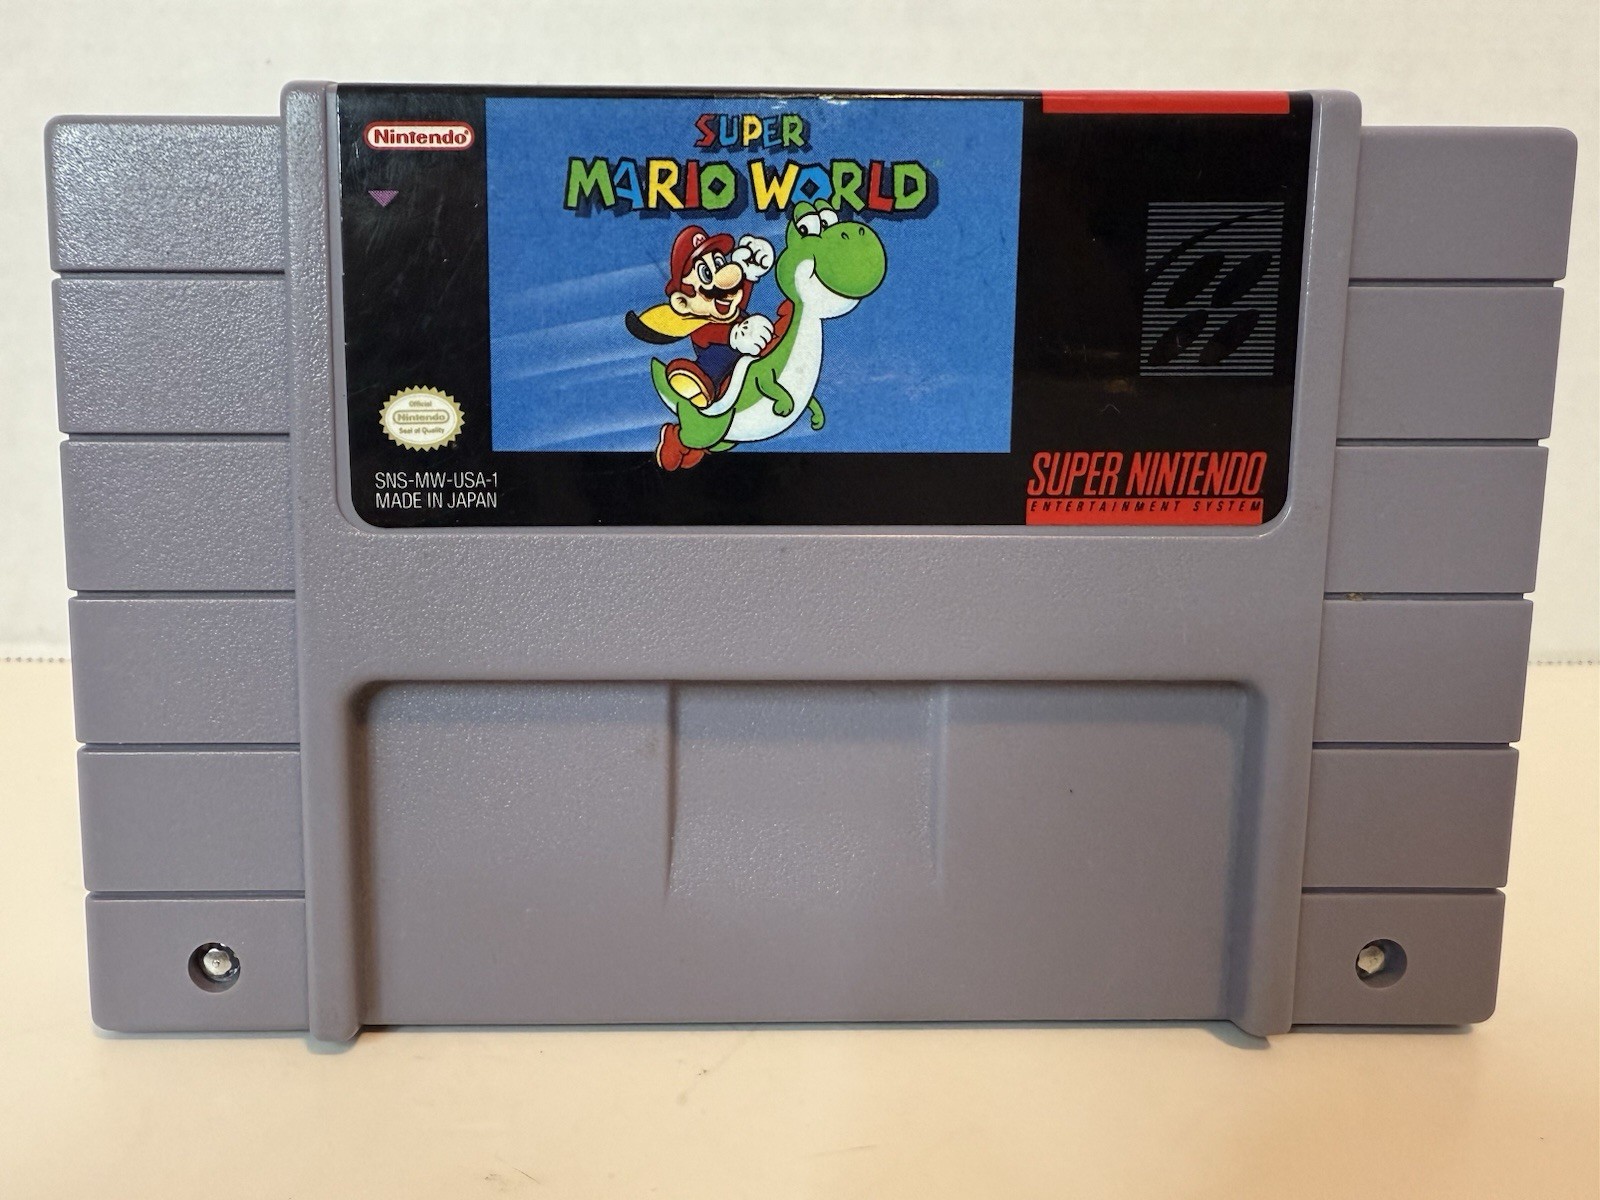 Nintendo®
SUPER
MARIO WORLD
Official
Nintendo
Seal of Quality
SNS-MW-USA-1
MADE IN JAPAN
SUPER NINTENDO
ENTERTAINMENT SYSTEM